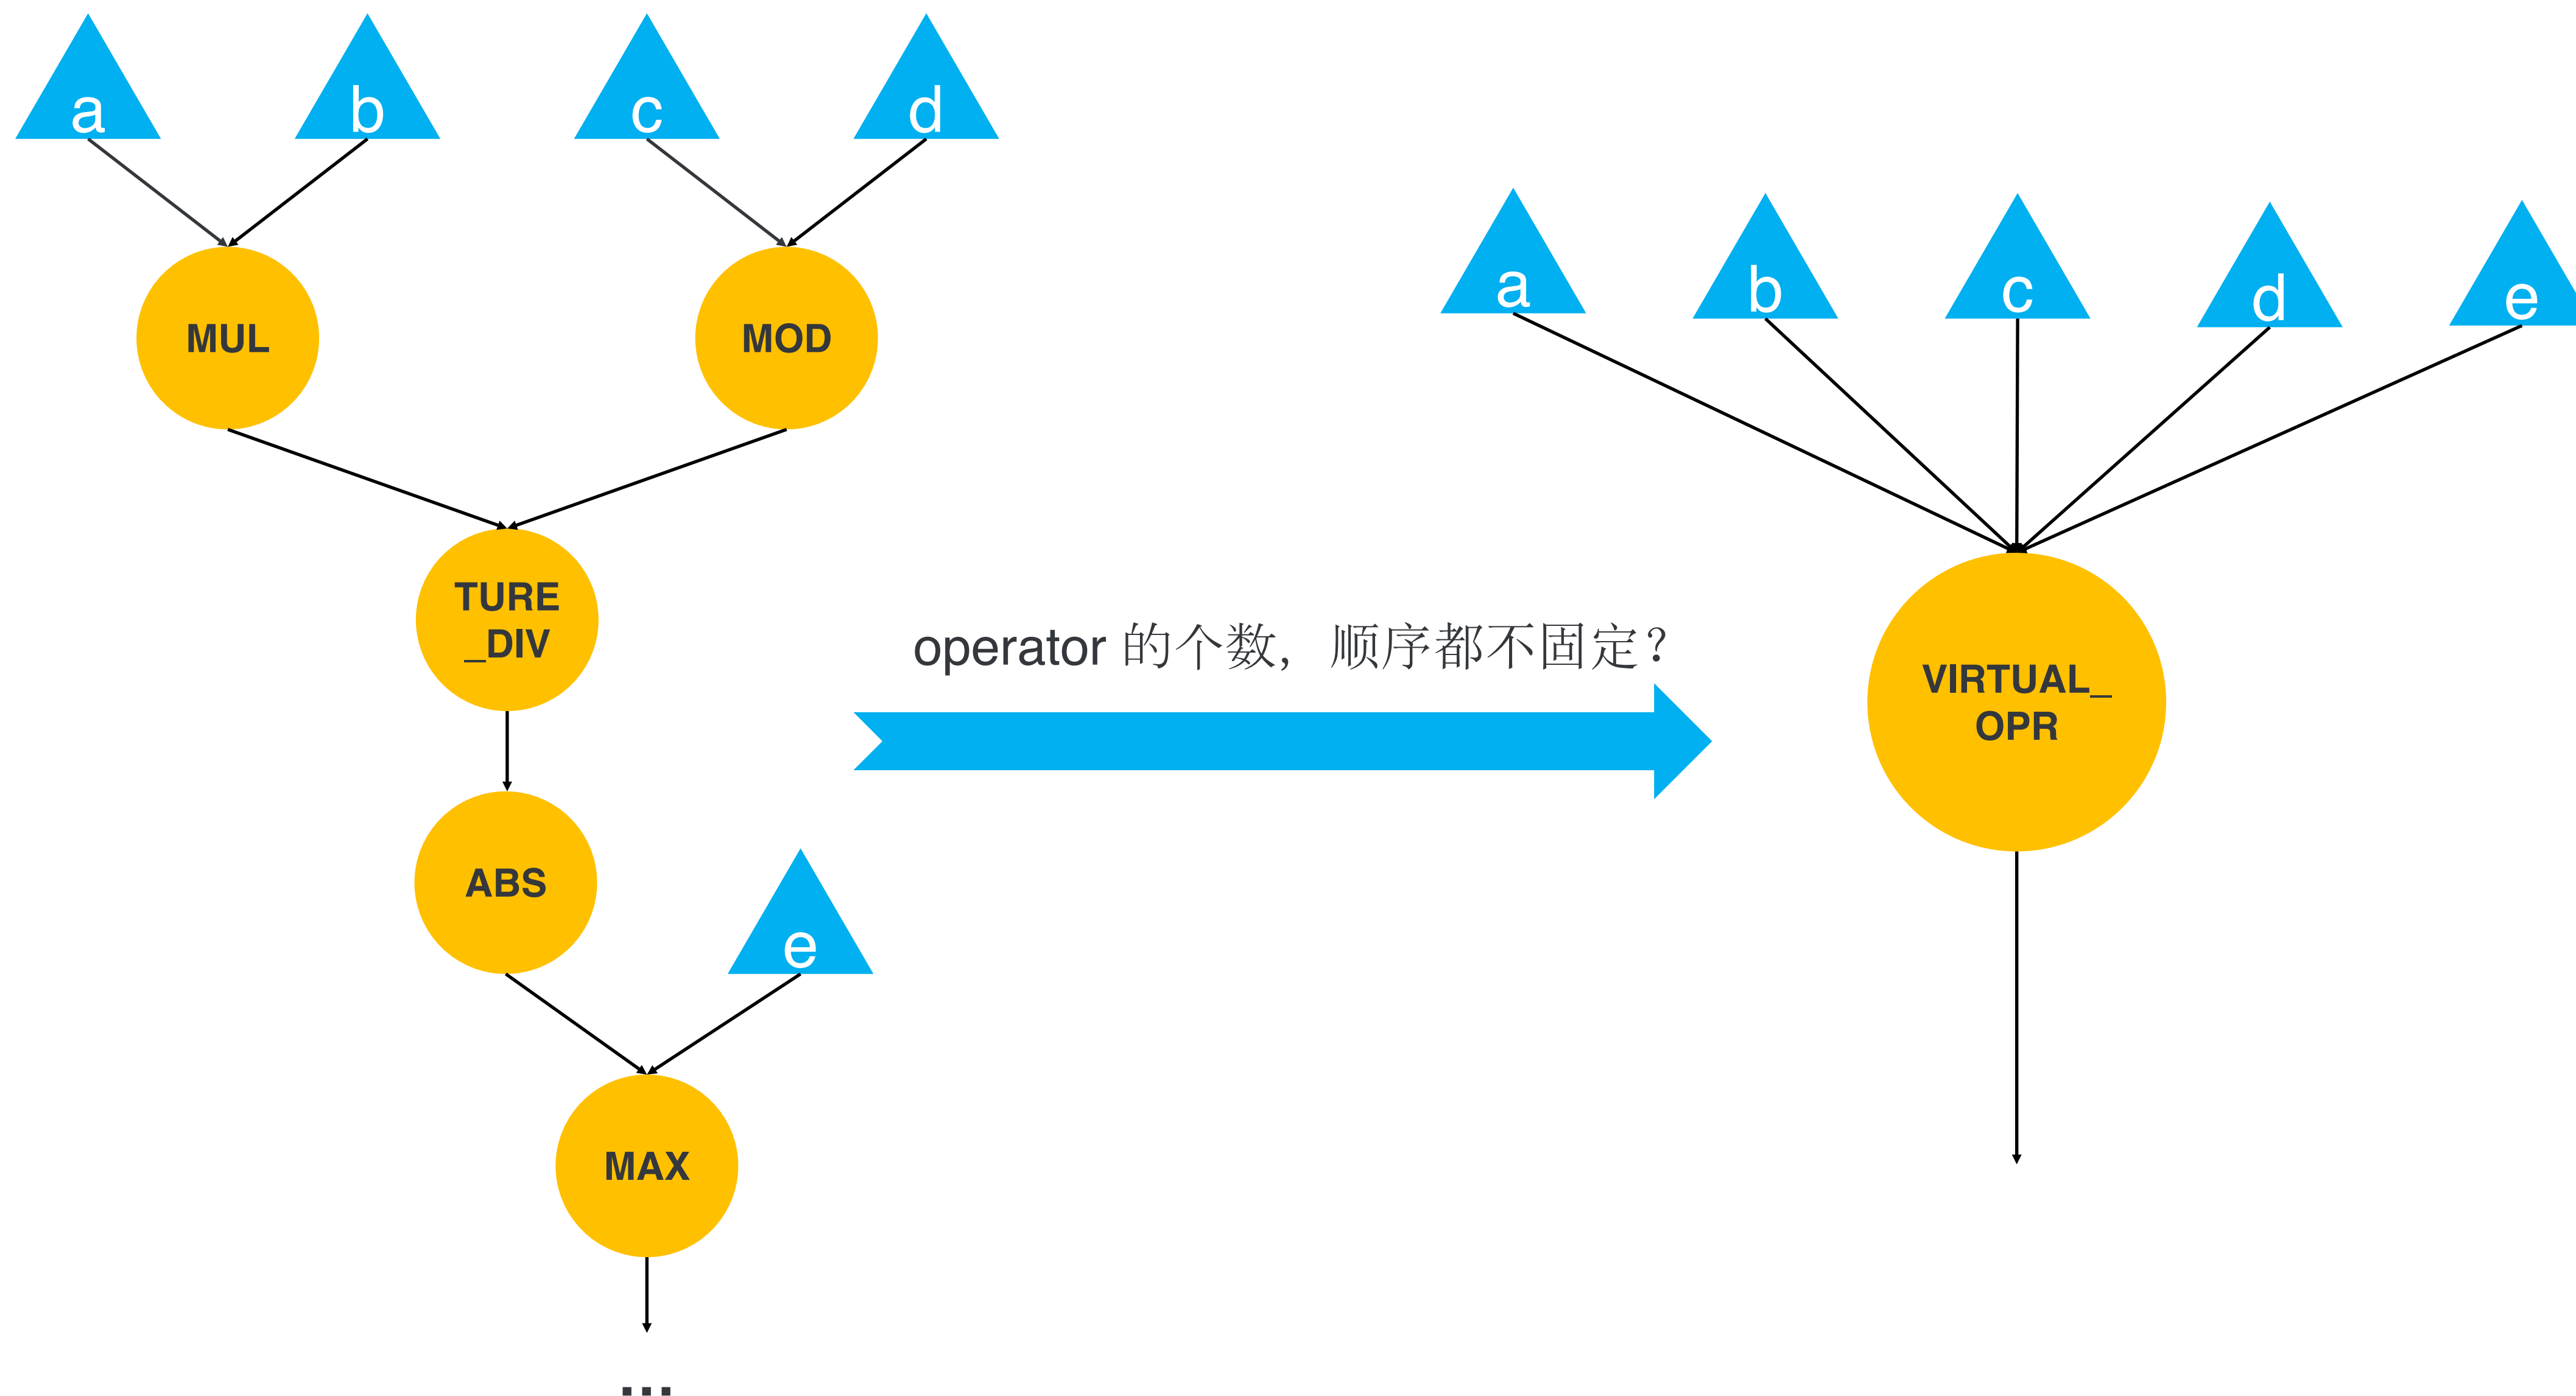 a
b
c
d
MUL
MOD
TURE
_DIV
ABS
e
MAX
...
operator 的个数，顺序都不固定？
a
b
c
d
e
VIRTUAL_
OPR